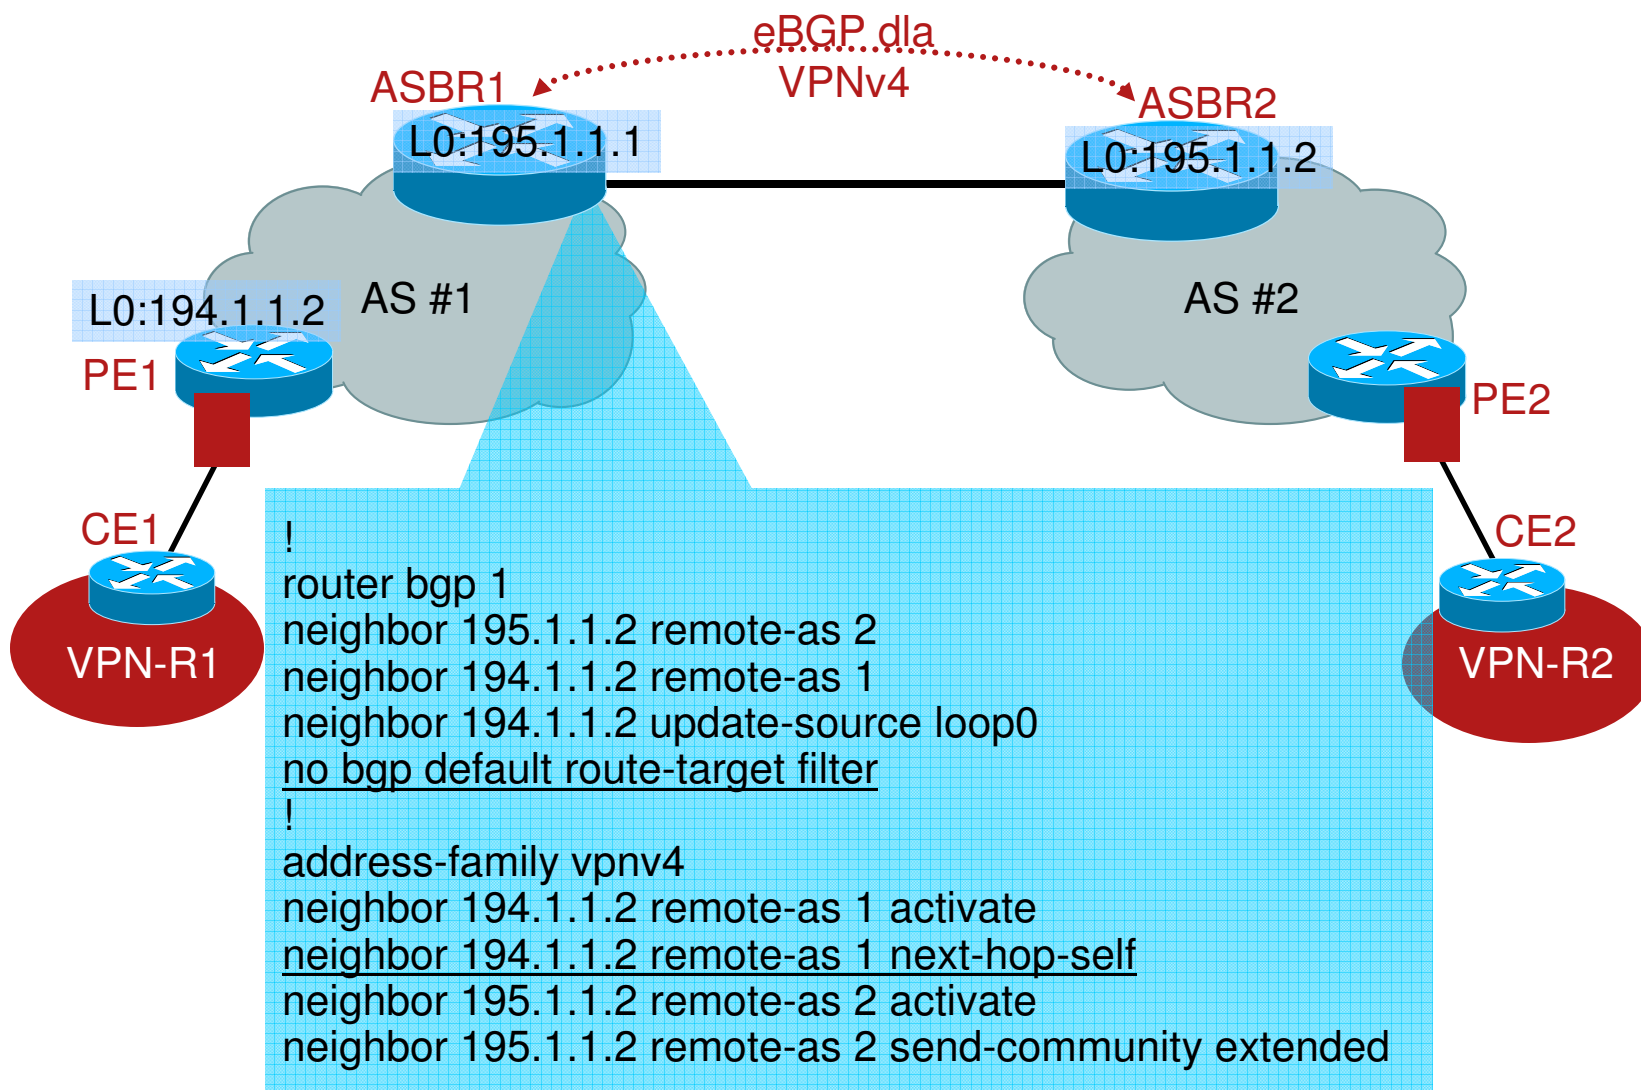 eBGP dla
VPNv4
ASBR1
ASBR2
L0:195.1.1.1
L0:195.1.1.2
AS #1
AS #2
L0:194.1.1.2
PE1
PE2
CE1
CE2
VPN-R1
VPN-R2
!
router bgp 1
neighbor 195.1.1.2 remote-as 2
neighbor 194.1.1.2 remote-as 1
neighbor 194.1.1.2 update-source loop0
no bgp default route-target filter
!
address-family vpnv4
neighbor 194.1.1.2 remote-as 1 activate
neighbor 194.1.1.2 remote-as 1 next-hop-self
neighbor 195.1.1.2 remote-as 2 activate
neighbor 195.1.1.2 remote-as 2 send-community extended